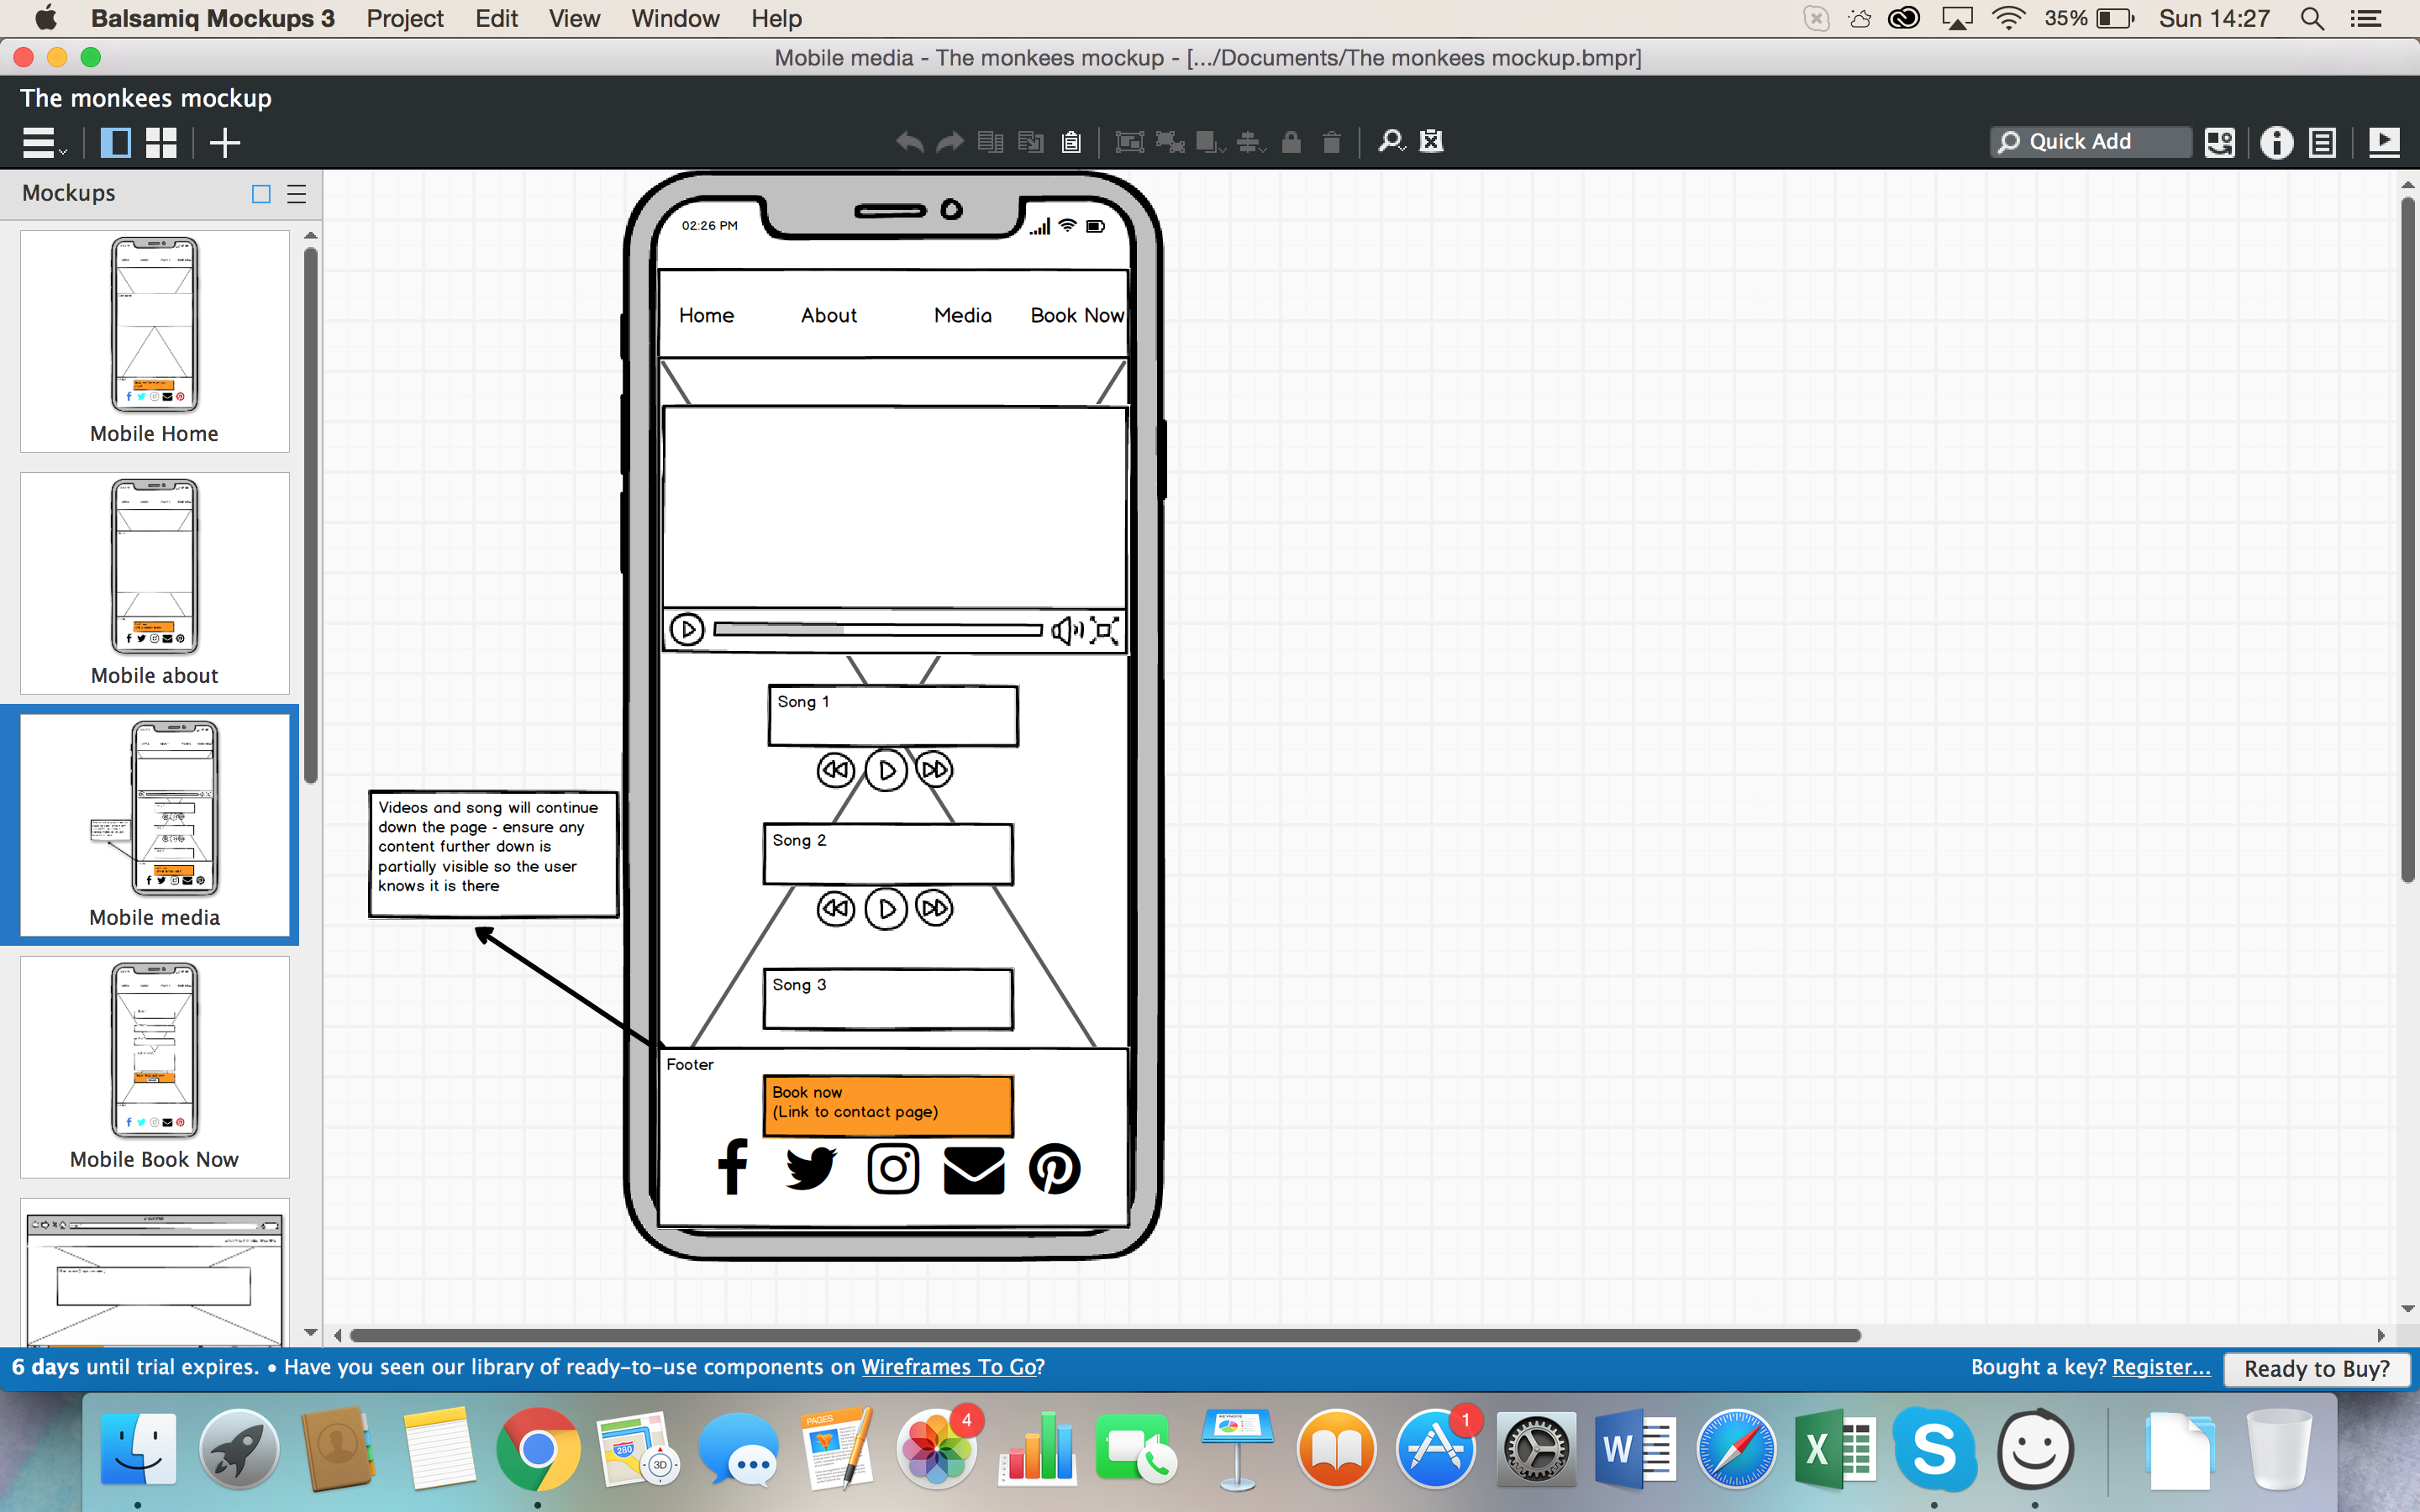 Balsamiq Mockups 3 Project Edit View Window Help 35% Sun 14:27
Mobile media - The monkees mockup - [.../Documents/The monkees mockup.bmpr]
The monkees mockup
Quick Add
Mockups
Mobile Home
Mobile about
Mobile media
Mobile Book Now
02:26 PM
Home About Media Book Now
Song 1
Song 2
Song 3
Videos and song will continue
down the page - ensure any
content further down is
partially visible so the user
knows it is there
Footer
Book now
(Link to contact page)
6 days until trial expires. • Have you seen our library of ready-to-use components on Wireframes To Go?
Bought a key? Register... Ready to Buy?
280
3D
PAGES
4
KEYNOTE
1
W
X
S